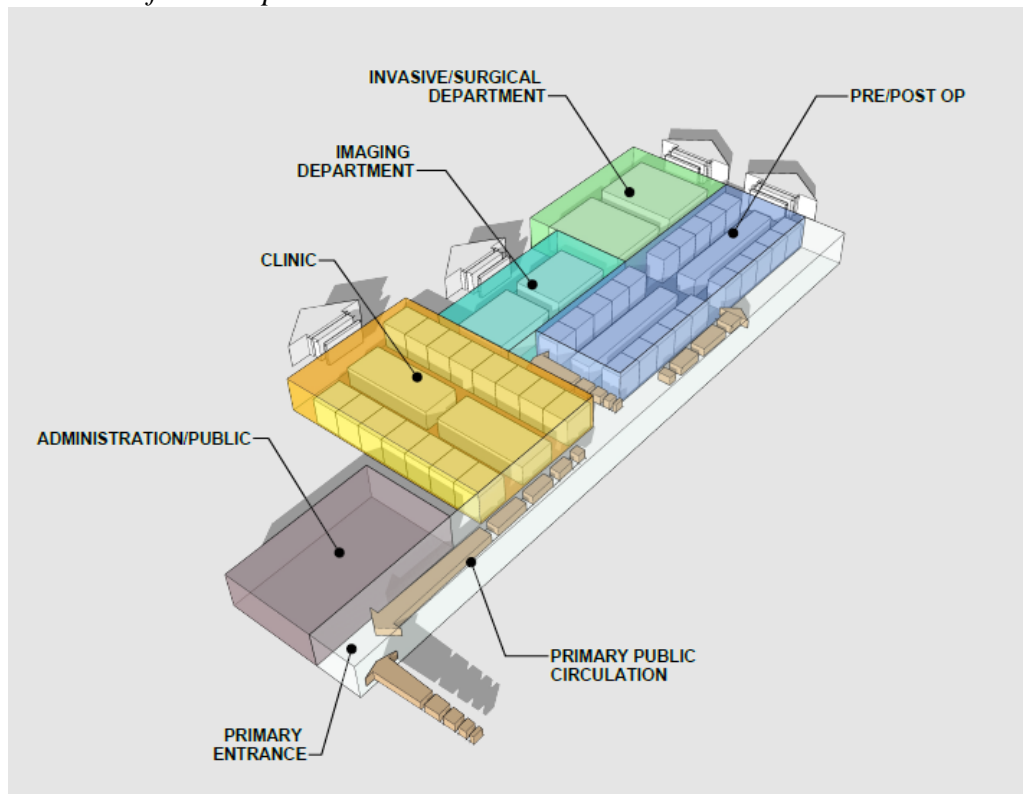 INVASIVE/SURGICAL
DEPARTMENT
PRE/POST OP
IMAGING
DEPARTMENT
CLINIC
ADMINISTRATION/PUBLIC
PRIMARY PUBLIC
CIRCULATION
PRIMARY
ENTRANCE